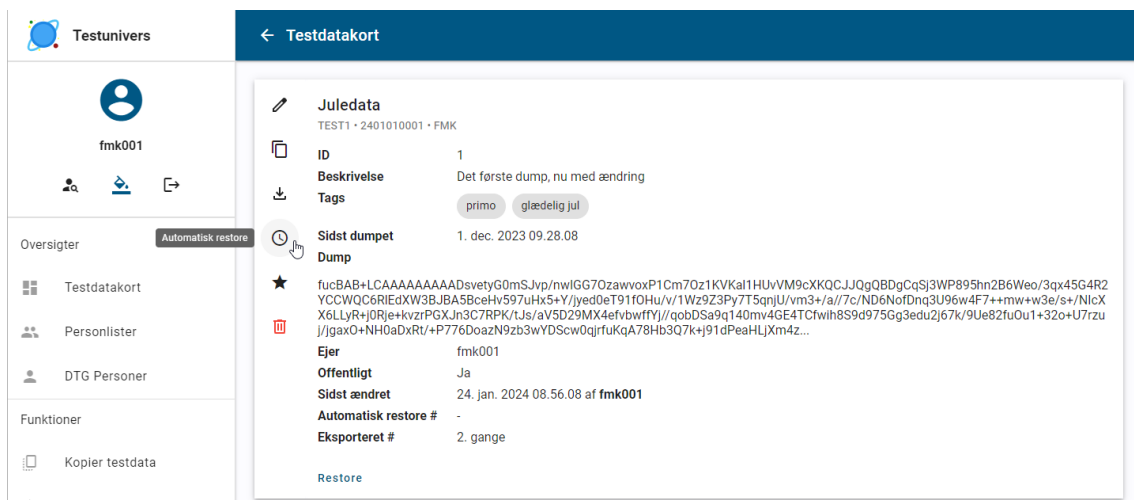 Testunivers
Testdatakort
fmk001
Oversigter
Testdatakort
Personlister
DTG Personer
Funktioner
Kopier testdata
Automatisk restore
Juledata
TEST1 • 2401010001 • FMK
ID 1
Beskrivelse Det første dump, nu med ændring
Tags primo glædelig jul
Sidst dumpet 1. dec. 2023 09.28.08
Dump
fucBAB+LCAAAAAAAAADsvetyG0mSJvp/nwIGG7OzawvoxP1Cm7Oz1KVKaI1HUvVM9cXKQCJJQgQBDgCqSj3WP895hn2B6Weo/3qx45G4R2
YCCWQC6RIEdXW3BJBA5BceHv597uHx5+Y/jyed0eT91fOHu/v/1Wz9Z3Py7T5qnjU/vm3+/a//7c/ND6NofDnq3U96w4F7++mw+w3e/s+/NIcX
X6LLyR+j0Rje+kvzrPGXJn3C7RPK/tJs/aV5D29MX4efvbwffYj//qobDSa9q140mv4GE4TCfwih8S9d975Gg3edu2j67k/9Ue82fuOu1+32o+U7rzu
j/jgaxO+NH0aDxRt/+P776DoazN9zb3wYDScw0qjrfuKqA78Hb3Q7k+j91dPeaHLjXm4z...
Ejer fmk001
Offentligt Ja
Sidst ændret 24. jan. 2024 08.56.08 af fmk001
Automatisk restore # -
Eksporteret # 2. gange
Restore